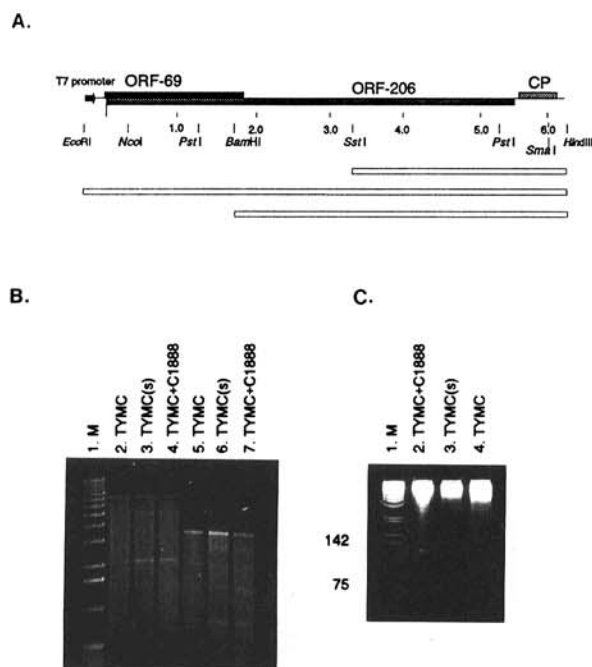 A.
T7 promoter
ORF-69
ORF-206
CP
1.0 2.0 3.0 4.0 5.0 6.0
EcoRI NcoI PstI BamHI SstI PstI SmaI HindIII
B.
C.
1. M
2. TYMC
3. TYMC(s)
4. TYMC+C1888
5. TYMC
6. TYMC(s)
7. TYMC+C1888
1. M
2. TYMC+C1888
3. TYMC(s)
4. TYMC
142
75